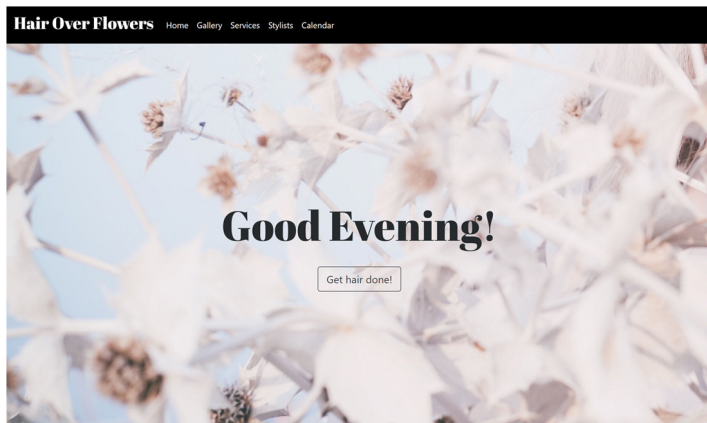 Hair Over Flowers Home Gallery Services Stylists Calendar
Good Evening!
Get hair done!